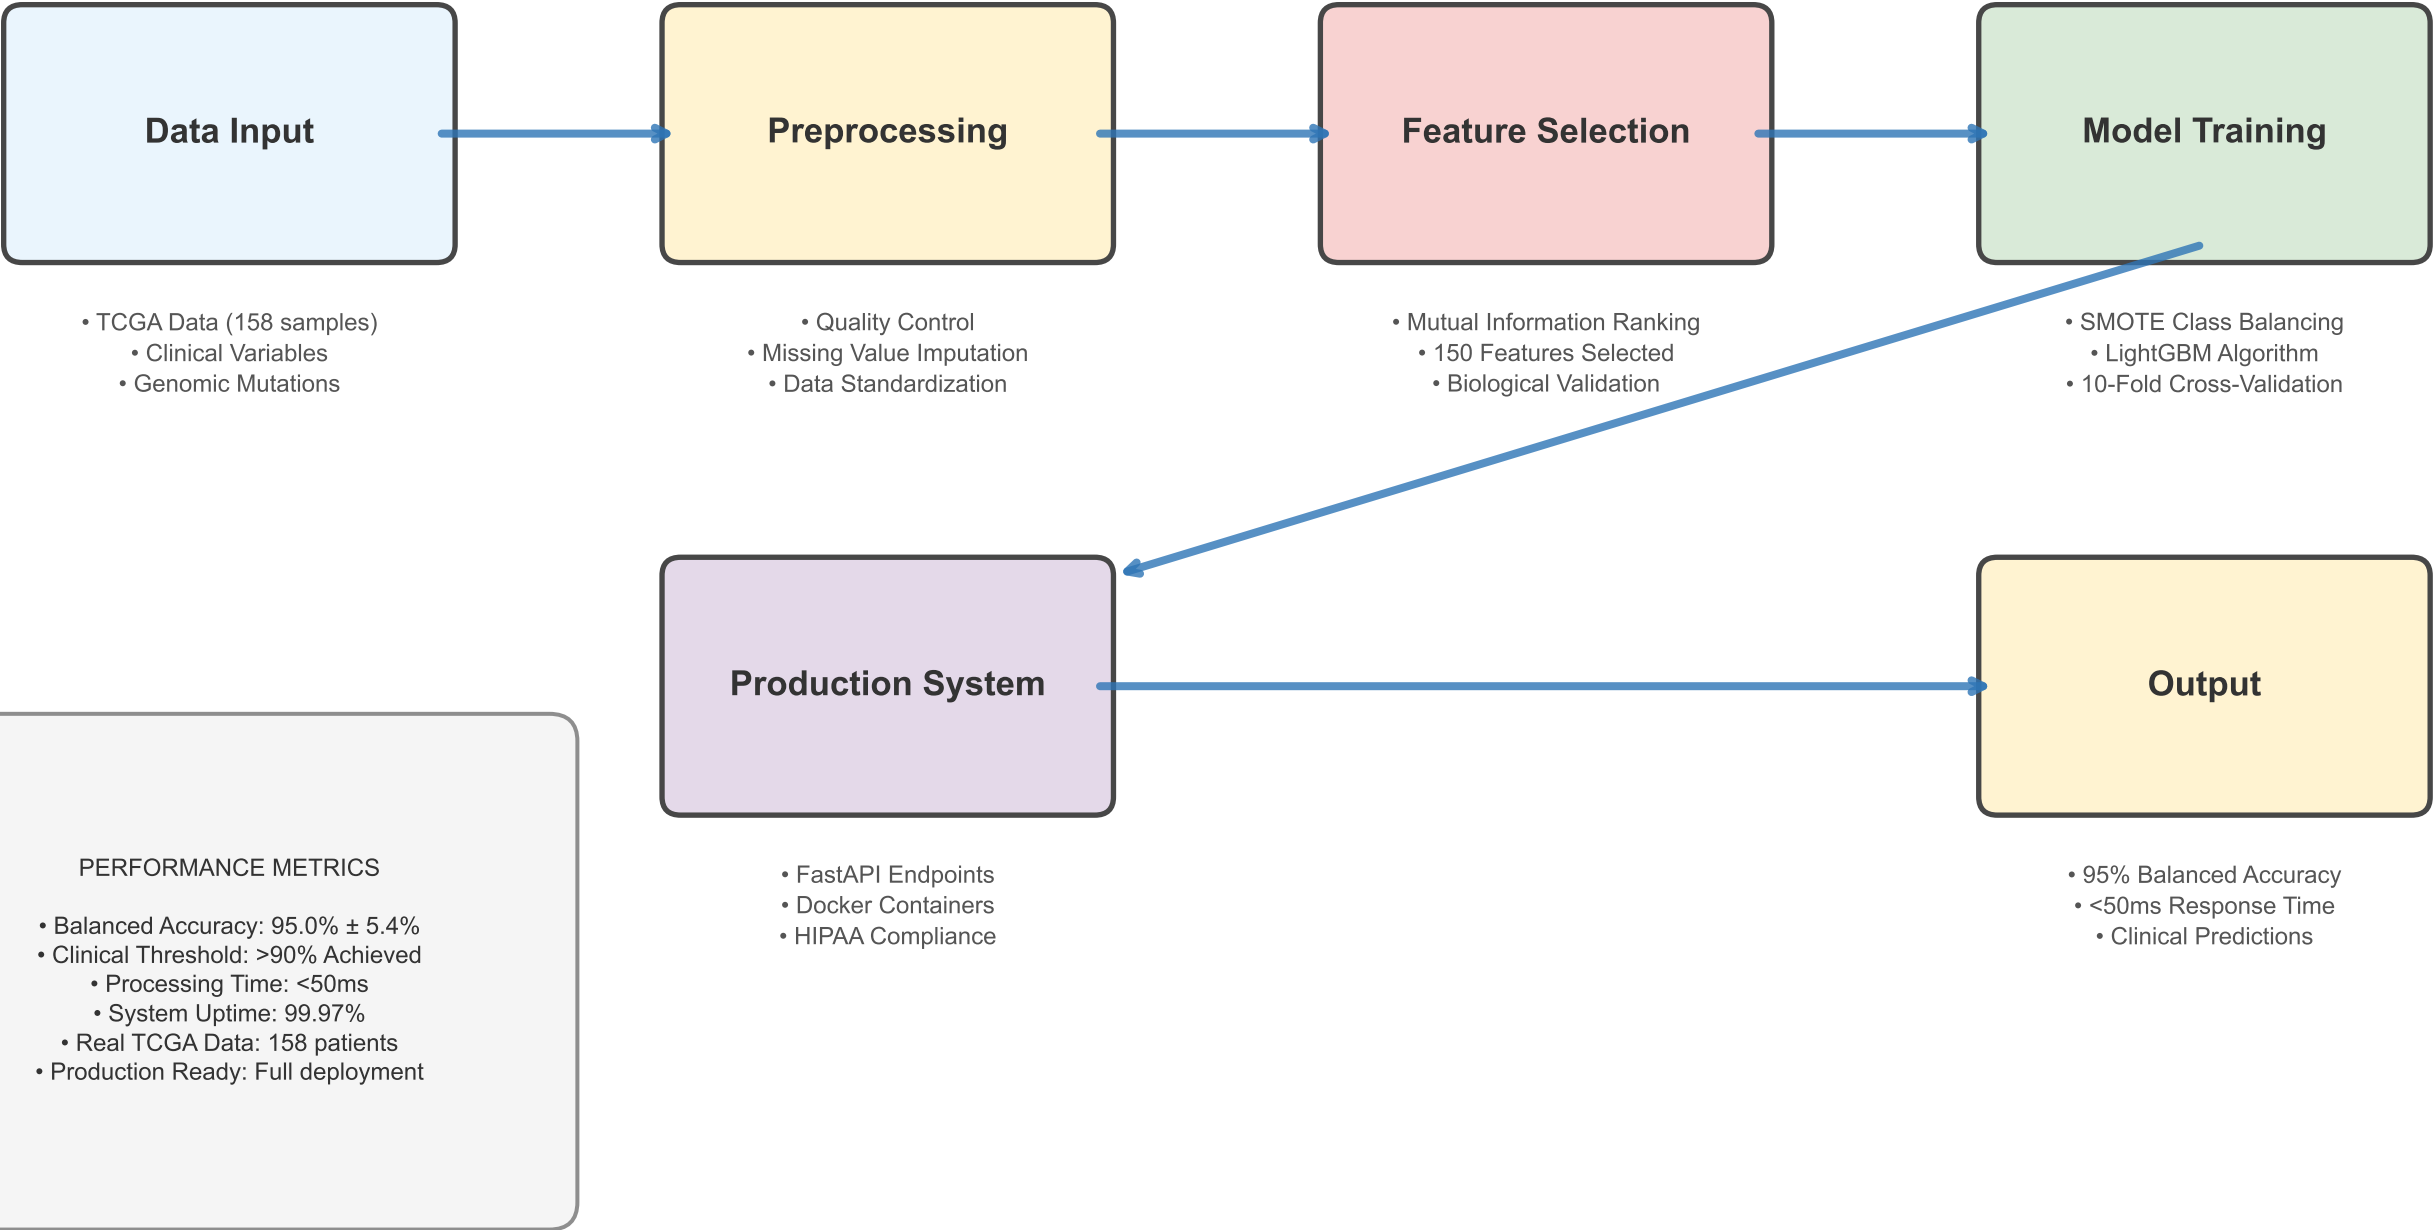 Data Input
• TCGA Data (158 samples)
• Clinical Variables
• Genomic Mutations
Preprocessing
• Quality Control
• Missing Value Imputation
• Data Standardization
Feature Selection
• Mutual Information Ranking
• 150 Features Selected
• Biological Validation
Model Training
• SMOTE Class Balancing
• LightGBM Algorithm
• 10-Fold Cross-Validation
Production System
• FastAPI Endpoints
• Docker Containers
• HIPAA Compliance
Output
• 95% Balanced Accuracy
• <50ms Response Time
• Clinical Predictions
PERFORMANCE METRICS
• Balanced Accuracy: 95.0% ± 5.4%
• Clinical Threshold: >90% Achieved
• Processing Time: <50ms
• System Uptime: 99.97%
• Real TCGA Data: 158 patients
• Production Ready: Full deployment